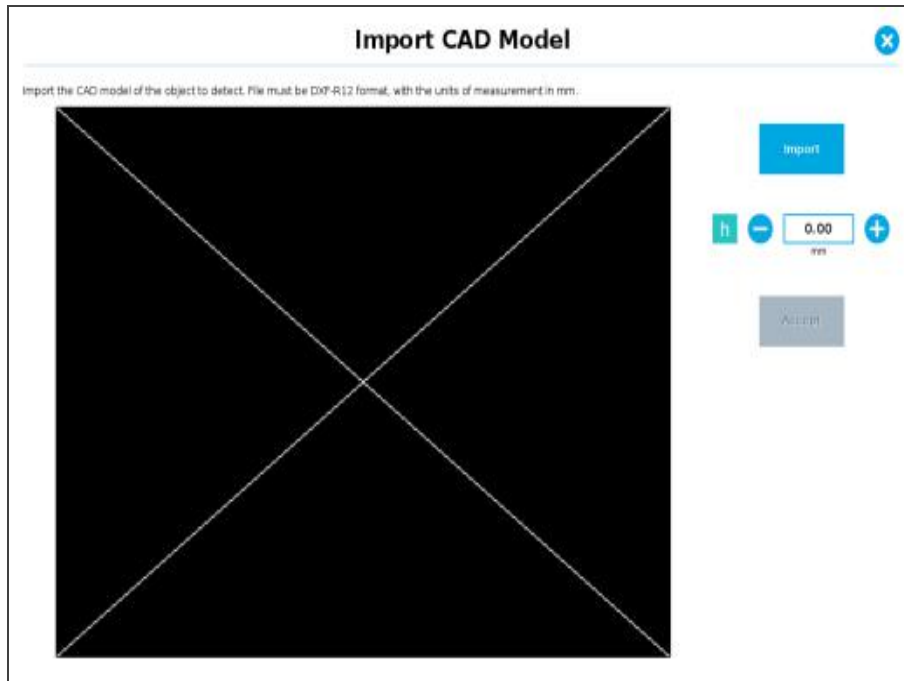 Import CAD Model
Import the CAD model of the object to detect. File must be DXF-R12 format, with the units of measurement in mm.
Import
h
0.00
mm
Accept